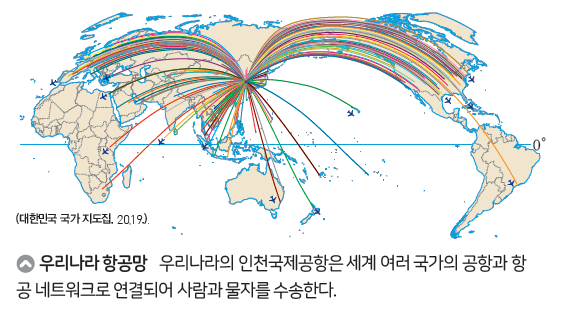 0°
(대한민국 국가 지도집, 2019.)
우리나라 항공망 우리나라의 인천국제공항은 세계 여러 국가의 공항과 항
공 네트워크로 연결되어 사람과 물자를 수송한다.